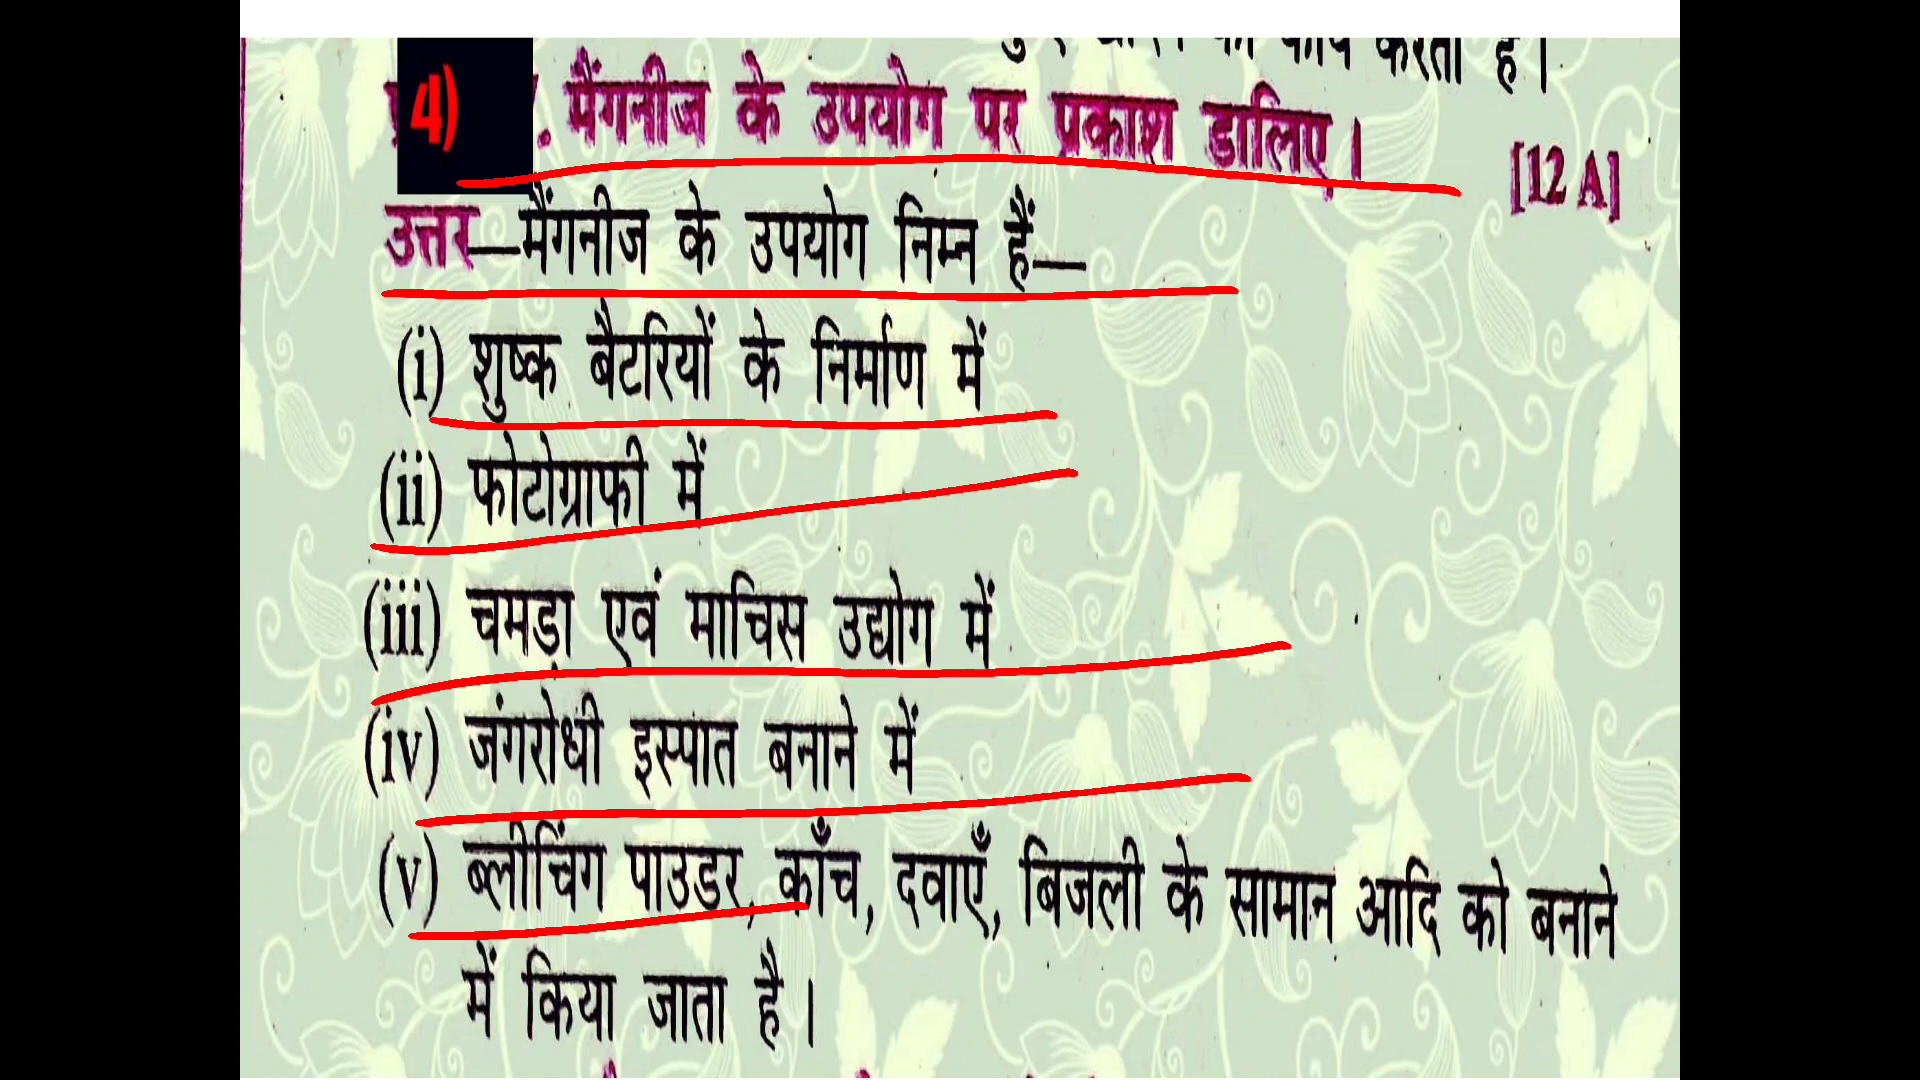 करता है।
4) . मैंगनीज के उपयोग पर प्रकाश डालिए।
[12 A]
उत्तर—मैंगनीज के उपयोग निम्न हैं—
(i) शुष्क बैटरियों के निर्माण में
(ii) फोटोग्राफी में
(iii) चमड़ा एवं माचिस उद्योग में
(iv) जंगरोधी इस्पात बनाने में
(v) ब्लीचिंग पाउडर, काँच, दवाएँ, बिजली के सामान आदि को बनाने
में किया जाता है।